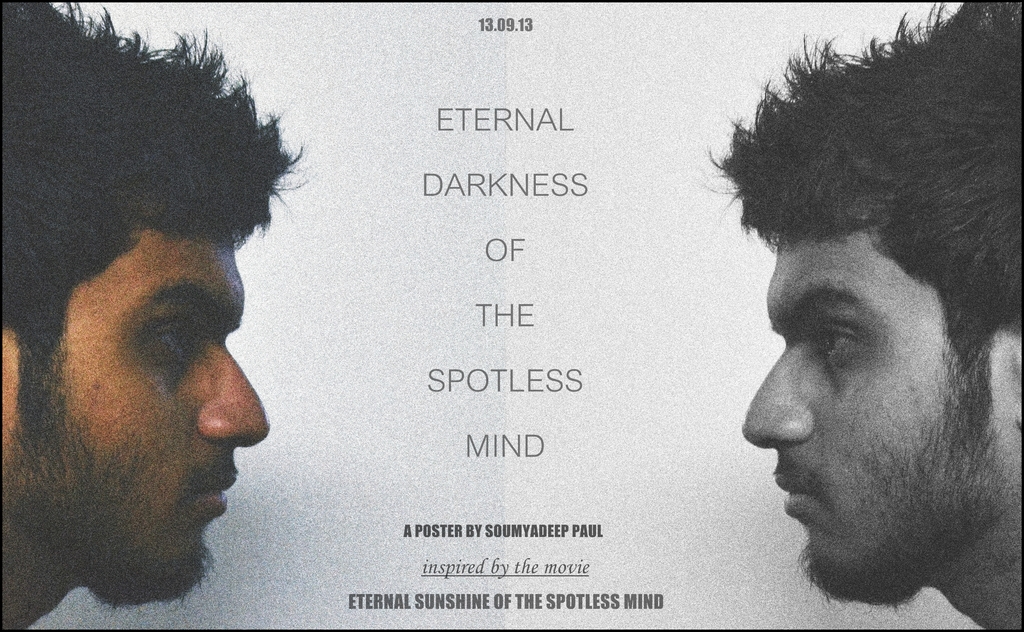 13.09.13
ETERNAL
DARKNESS
OF
THE
SPOTLESS
MIND
A POSTER BY SOUMYADEEP PAUL
inspired by the movie
ETERNAL SUNSHINE OF THE SPOTLESS MIND